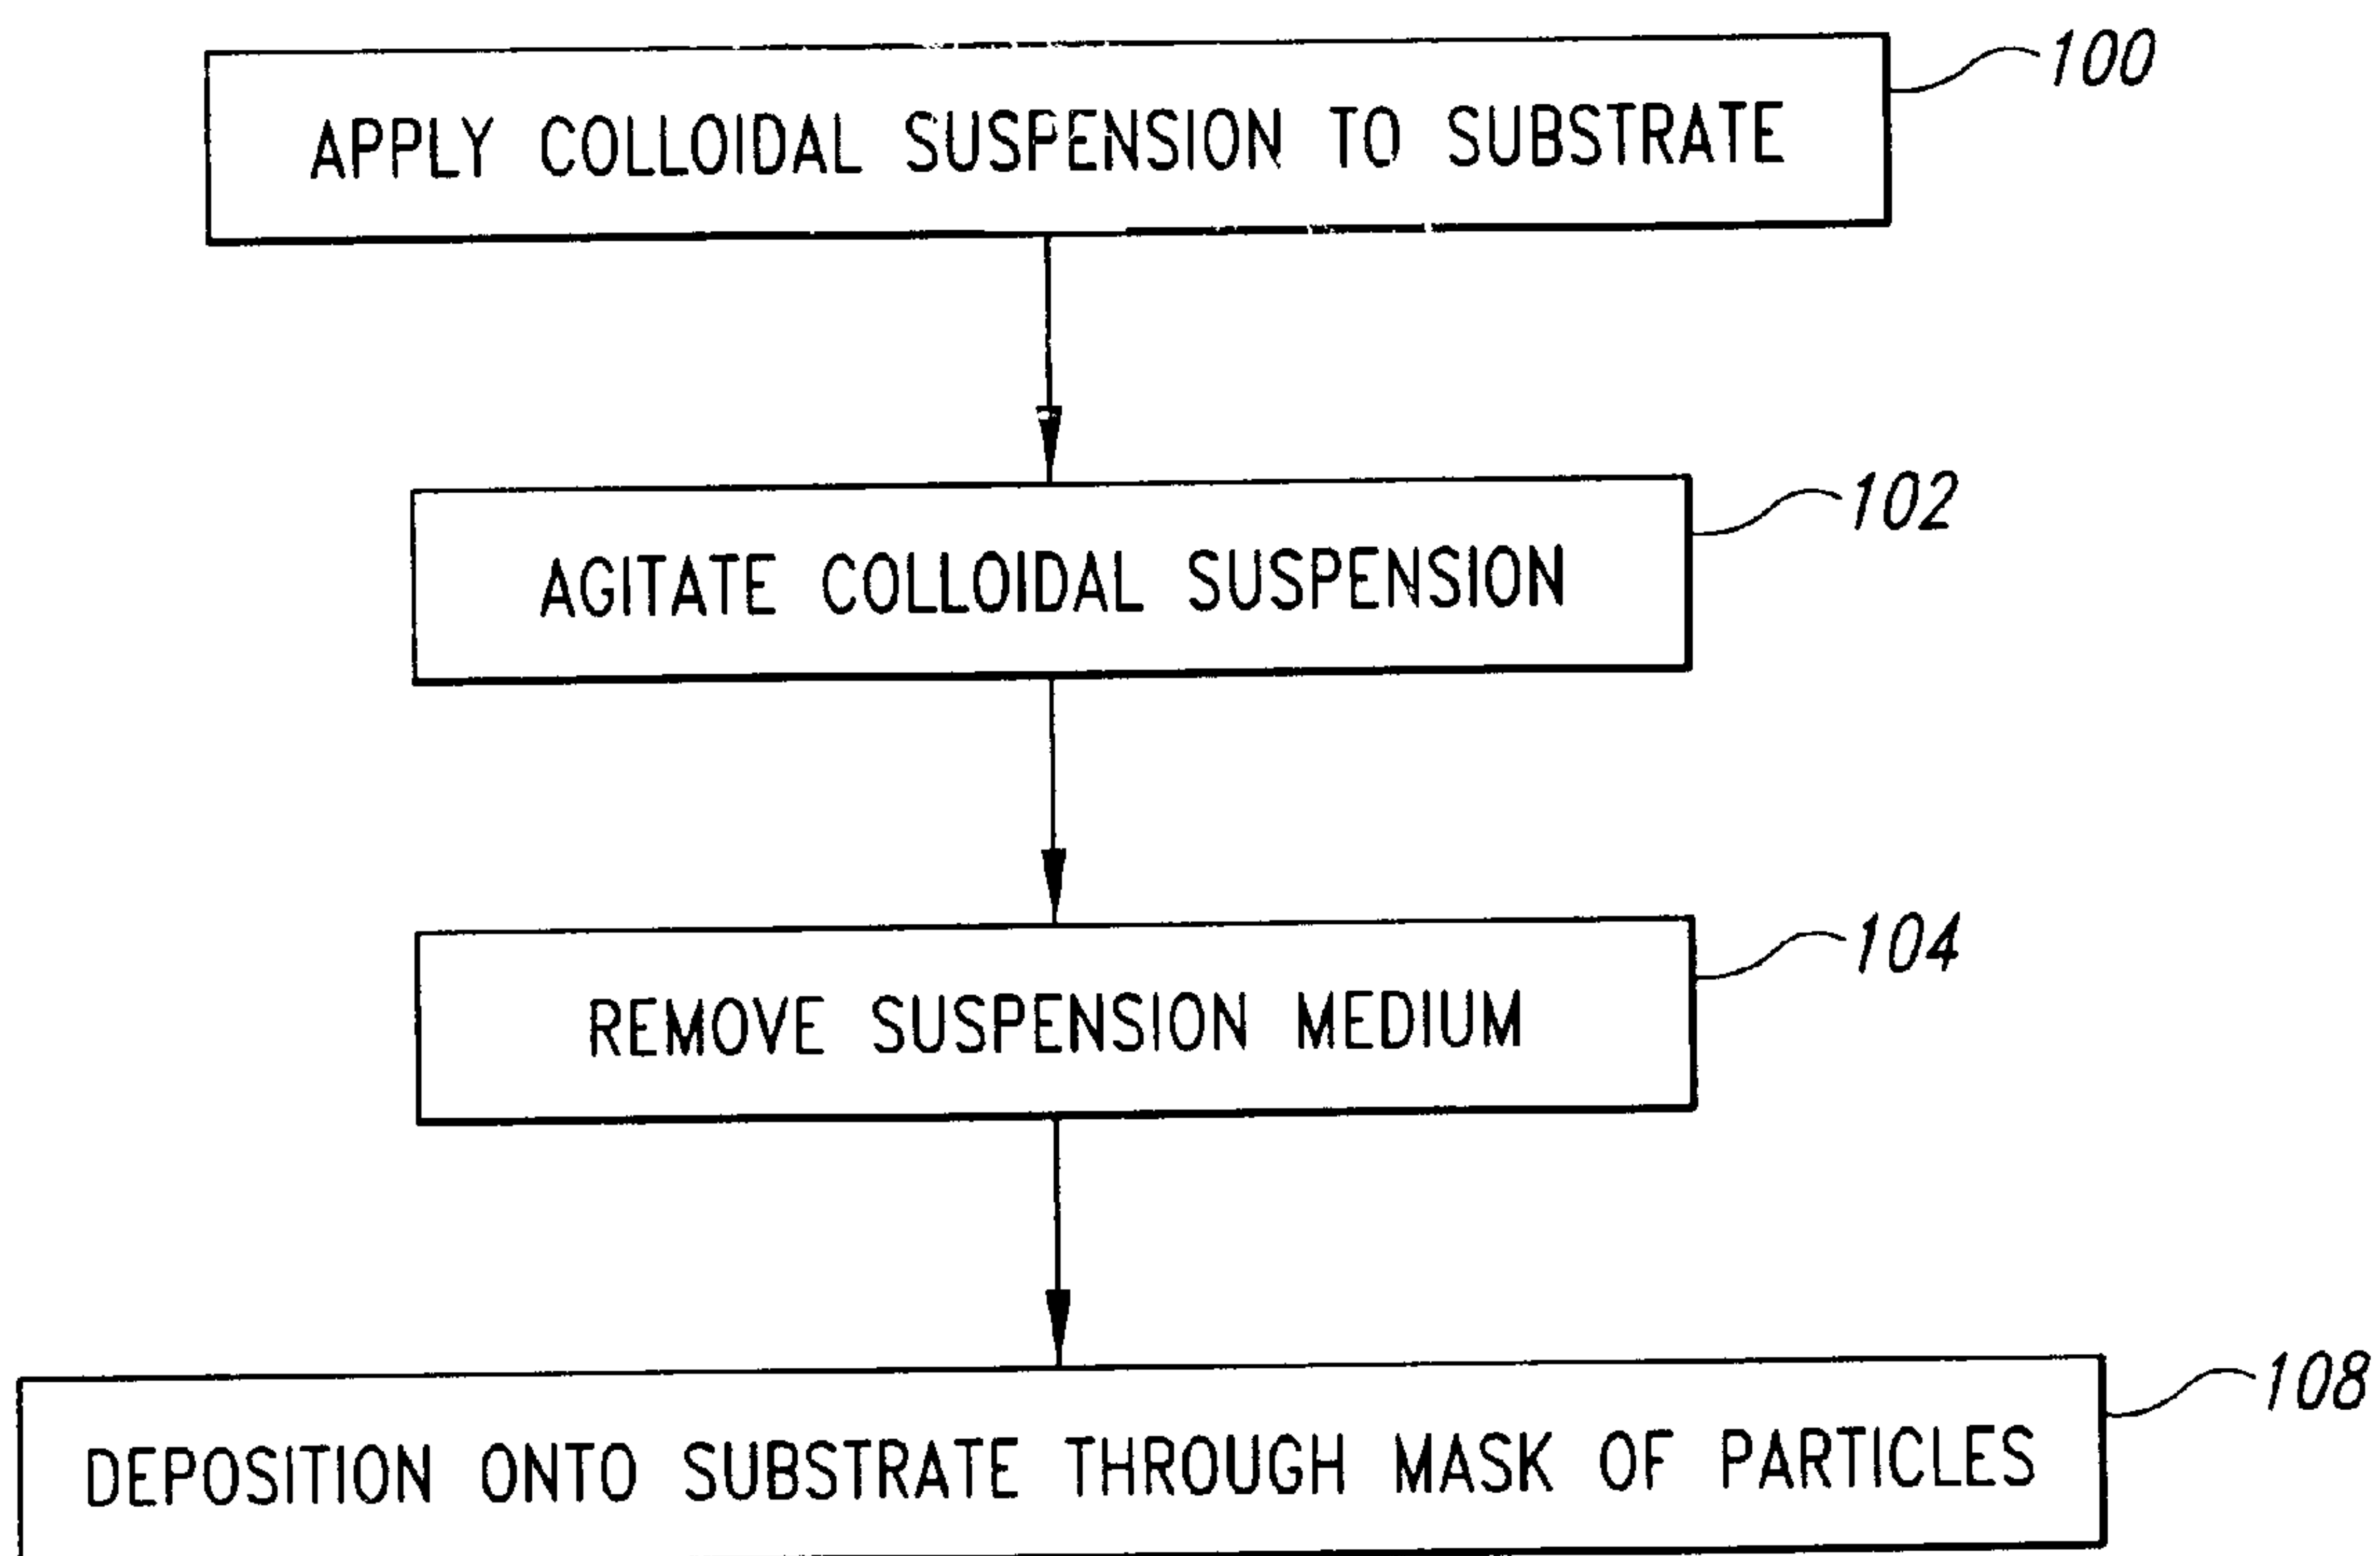 APPLY COLLOIDAL SUSPENSION TO SUBSTRATE
100
AGITATE COLLOIDAL SUSPENSION
102
REMOVE SUSPENSION MEDIUM
104
DEPOSITION ONTO SUBSTRATE THROUGH MASK OF PARTICLES
108